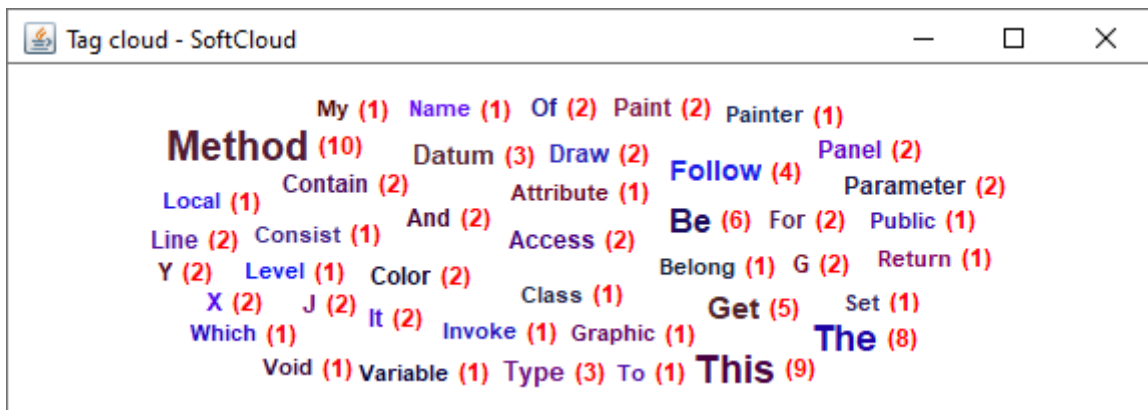 Tag cloud - SoftCloud
My (1) Name (1) Of (2) Paint (2) Painter (1)
Method (10) Datum (3) Draw (2) Follow (4) Panel (2)
Contain (2) Attribute (1) Parameter (2)
Local (1) And (2) Be (6) For (2) Public (1)
Line (2) Consist (1) Access (2)
Y (2) Level (1) Color (2) Belong (1) G (2) Return (1)
X (2) J (2) It (2) Class (1) Get (5) Set (1)
Which (1) Invoke (1) Graphic (1) The (8)
Void (1) Variable (1) Type (3) To (1) This (9)